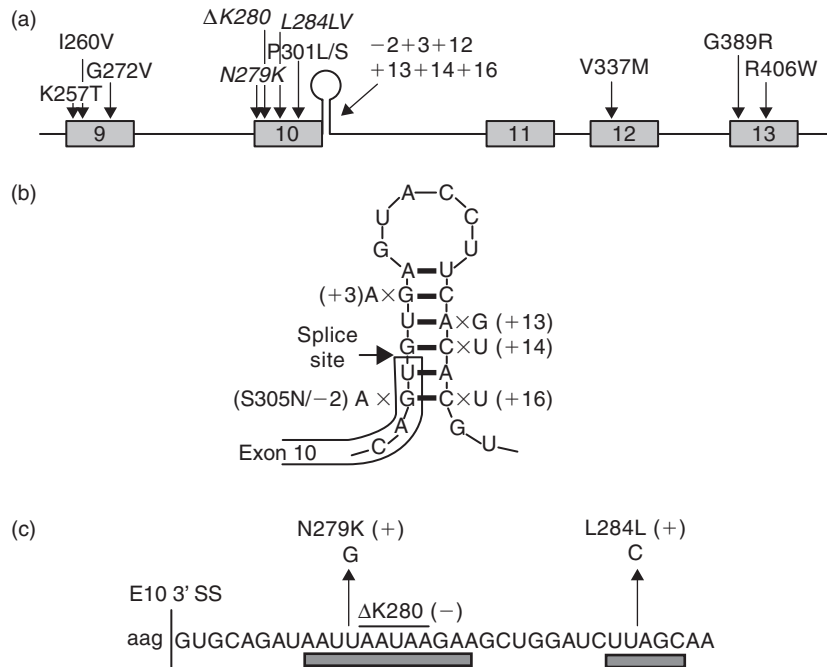 (a)
ΔK280 L284LV
I260V P301L/S −2+3+12 G389R
G272V N279K +13+14+16 V337M R406W
K257T
9 10 11 12 13
(b)
A C
U C
G U
A U
(+3)A× G C
U A ×G (+13)
Splice site
G C ×U (+14)
U A
(S305N/−2) A × G C ×U (+16)
A G U
C
Exon 10
(c)
N279K (+) L284L (+)
G C
E10 3' SS
ΔK280 (−)
aag GUGCAGAUAAUUAAUAAGAAGCUGGAUCUUAGCAA